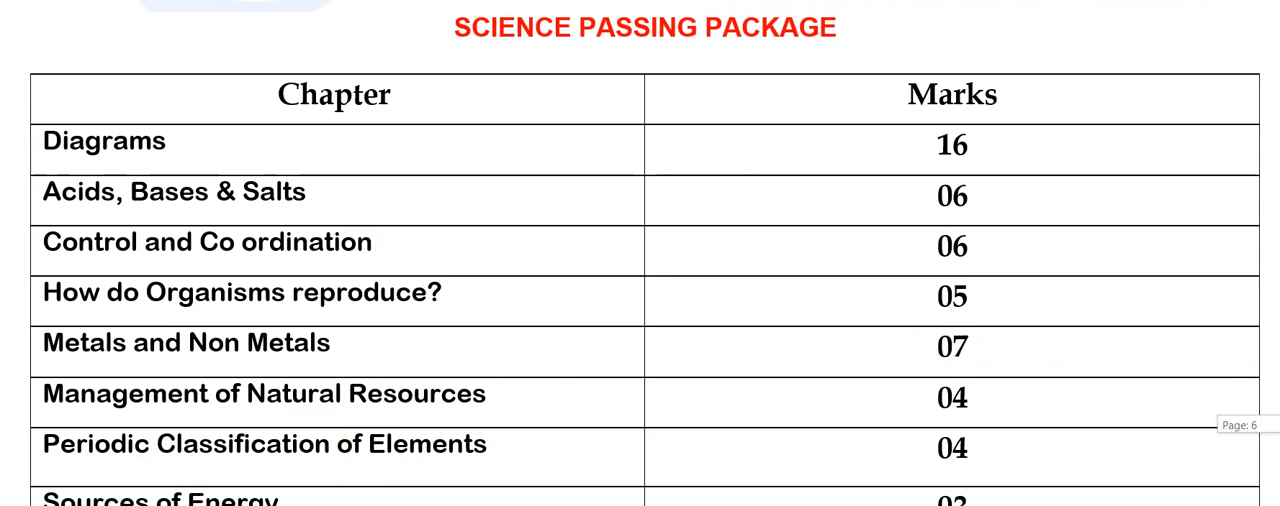 SCIENCE PASSING PACKAGE
Chapter Marks
Diagrams 16
Acids, Bases & Salts 06
Control and Co ordination 06
How do Organisms reproduce? 05
Metals and Non Metals 07
Management of Natural Resources 04
Page: 6
Periodic Classification of Elements 04
Sources of Energy